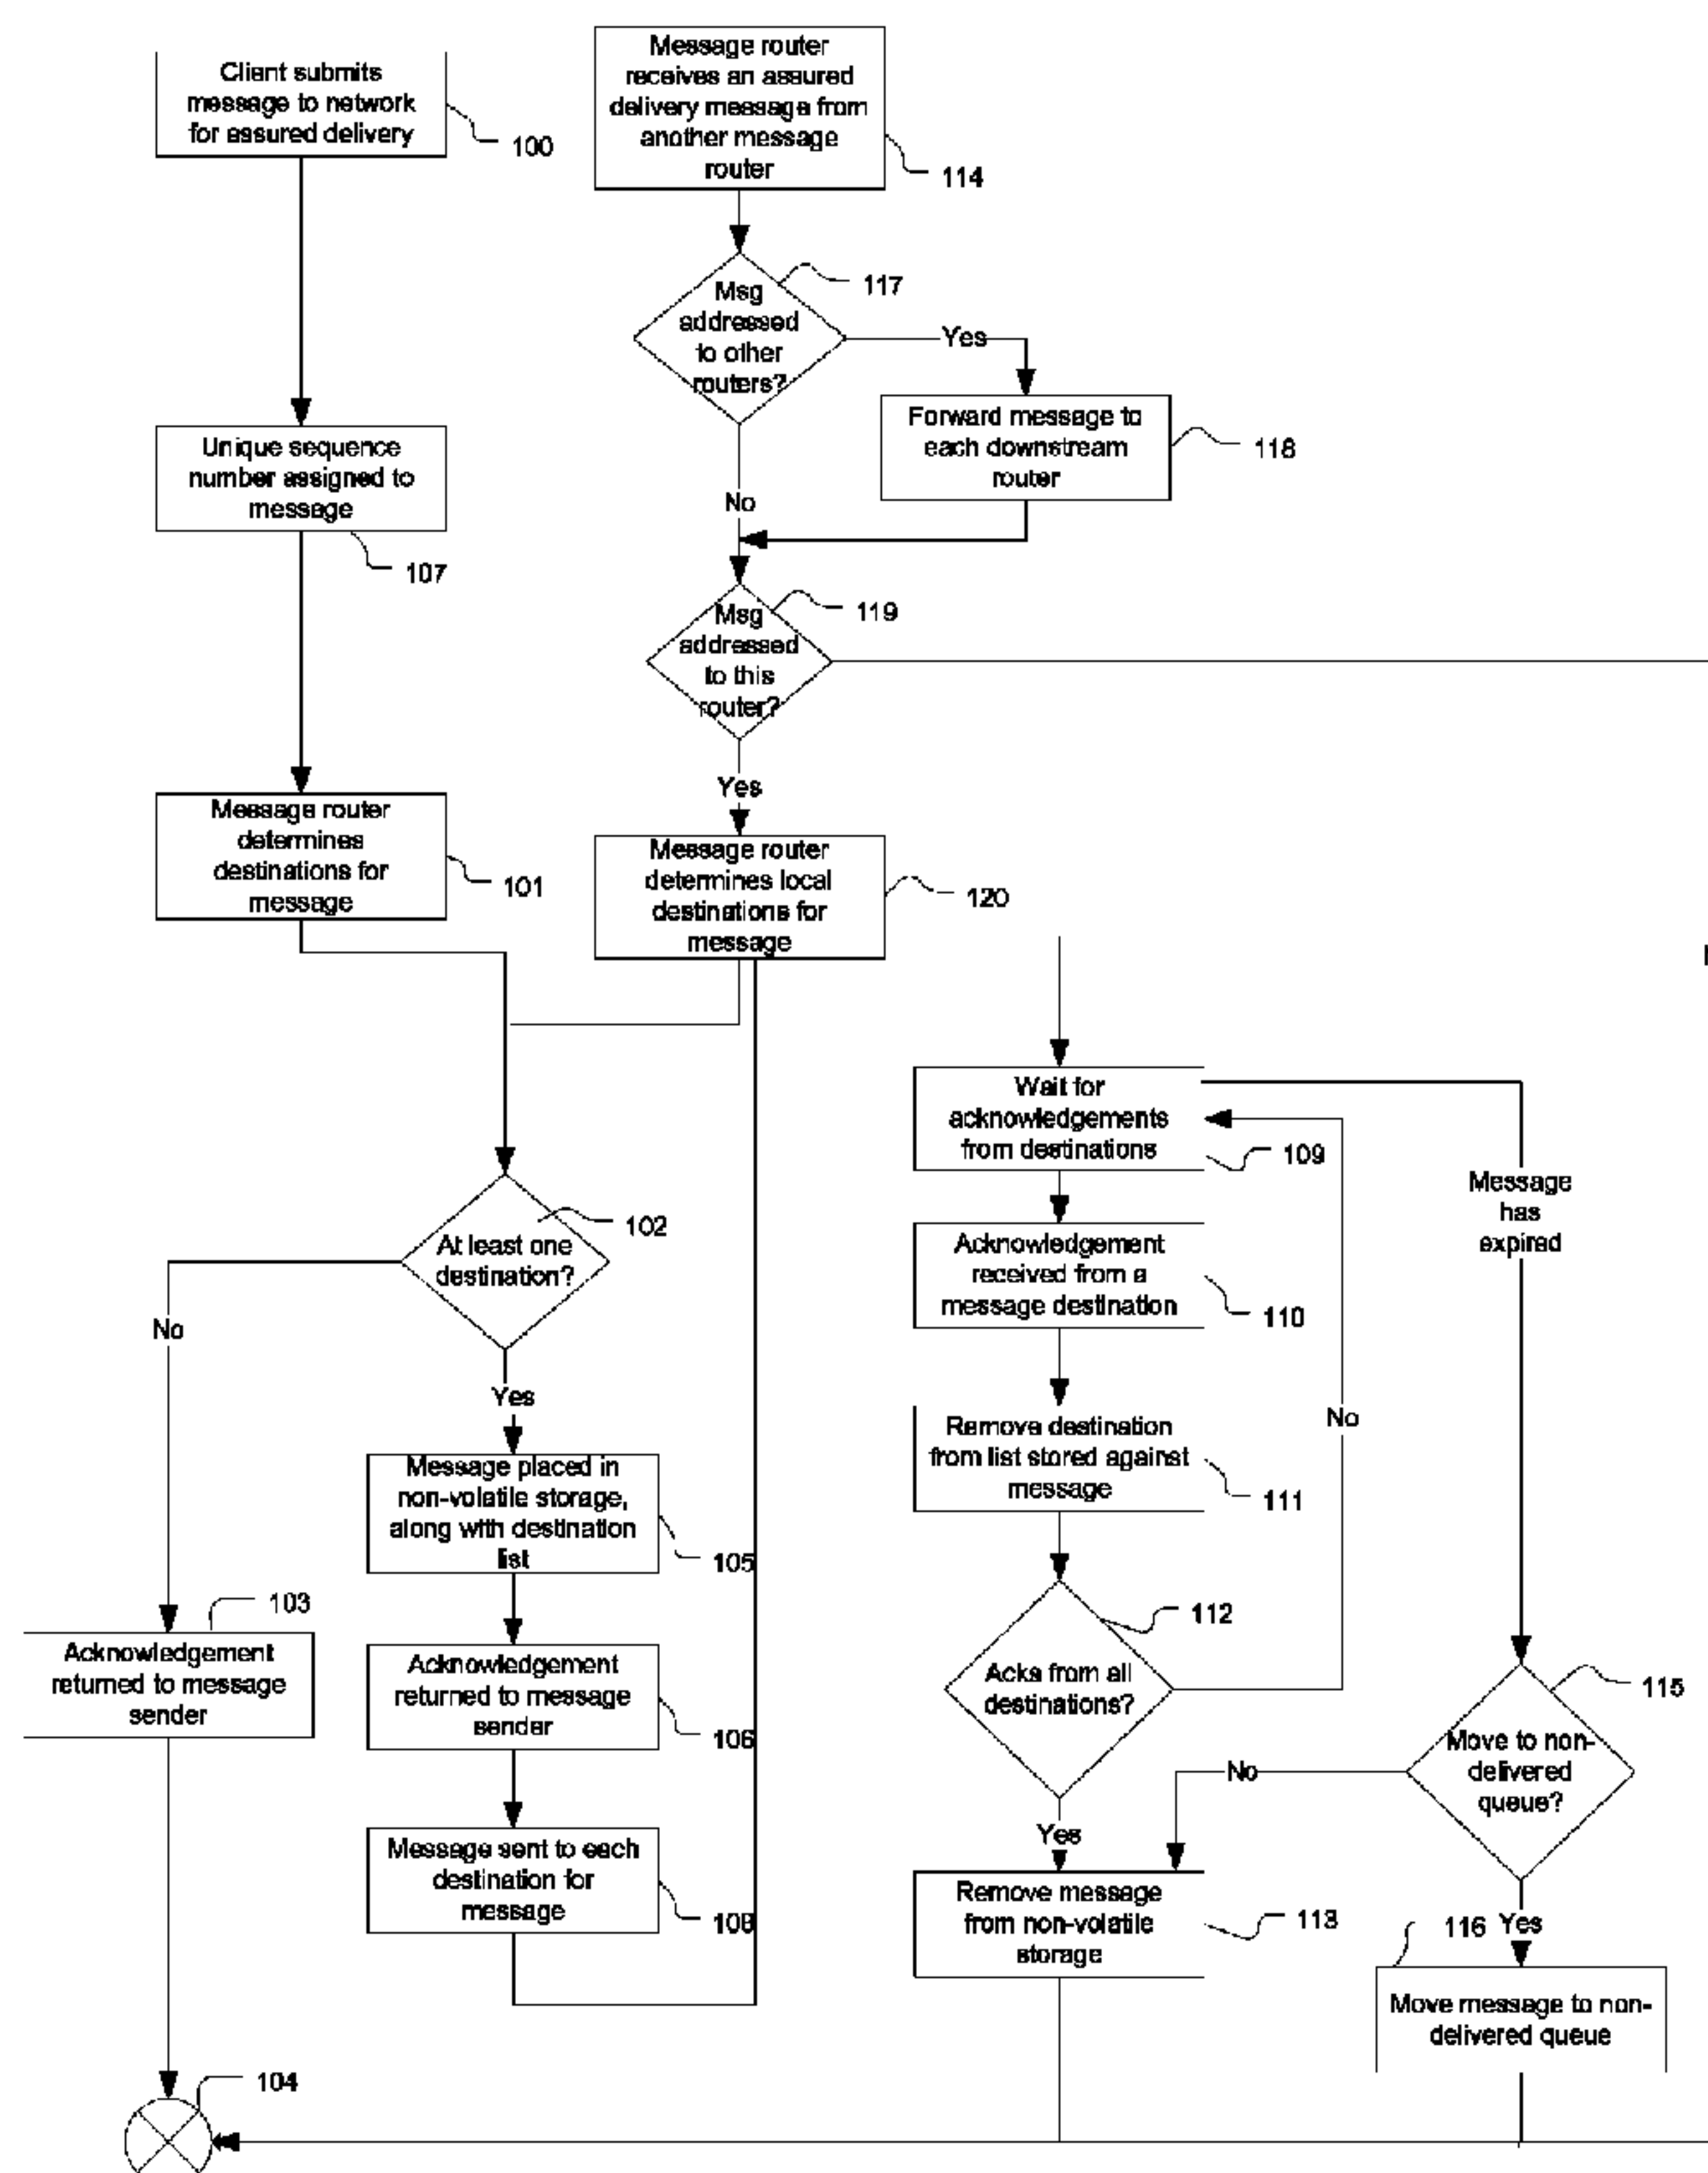 Client submits
message to network
for assured delivery
100
Message router
receives an assured
delivery message from
another message
router
114
Msg
addressed
to other
routers?
117
Yes
Forward message to
each downstream
router
118
No
Unique sequence
number assigned to
message
107
Msg
addressed
to this
router?
119
Yes
Message router
determines
destinations for
message
101
Message router
determines local
destinations for
message
120
Wait for
acknowledgements
from destinations
109
Message
has
expired
At least one
destination?
102
Acknowledgement
received from a
message destination
110
No
Yes
No
Message placed in
non-volatile storage,
along with destination
list
105
Remove destination
from list stored against
message
111
103
Acknowledgement
returned to message
sender
Acknowledgement
returned to message
sender
106
Acks from all
destinations?
112
Move to non-
delivered
queue?
115
No
Yes
Message sent to each
destination for
message
108
Remove message
from non-volatile
storage
113
116
Yes
Move message to non-
delivered queue
104